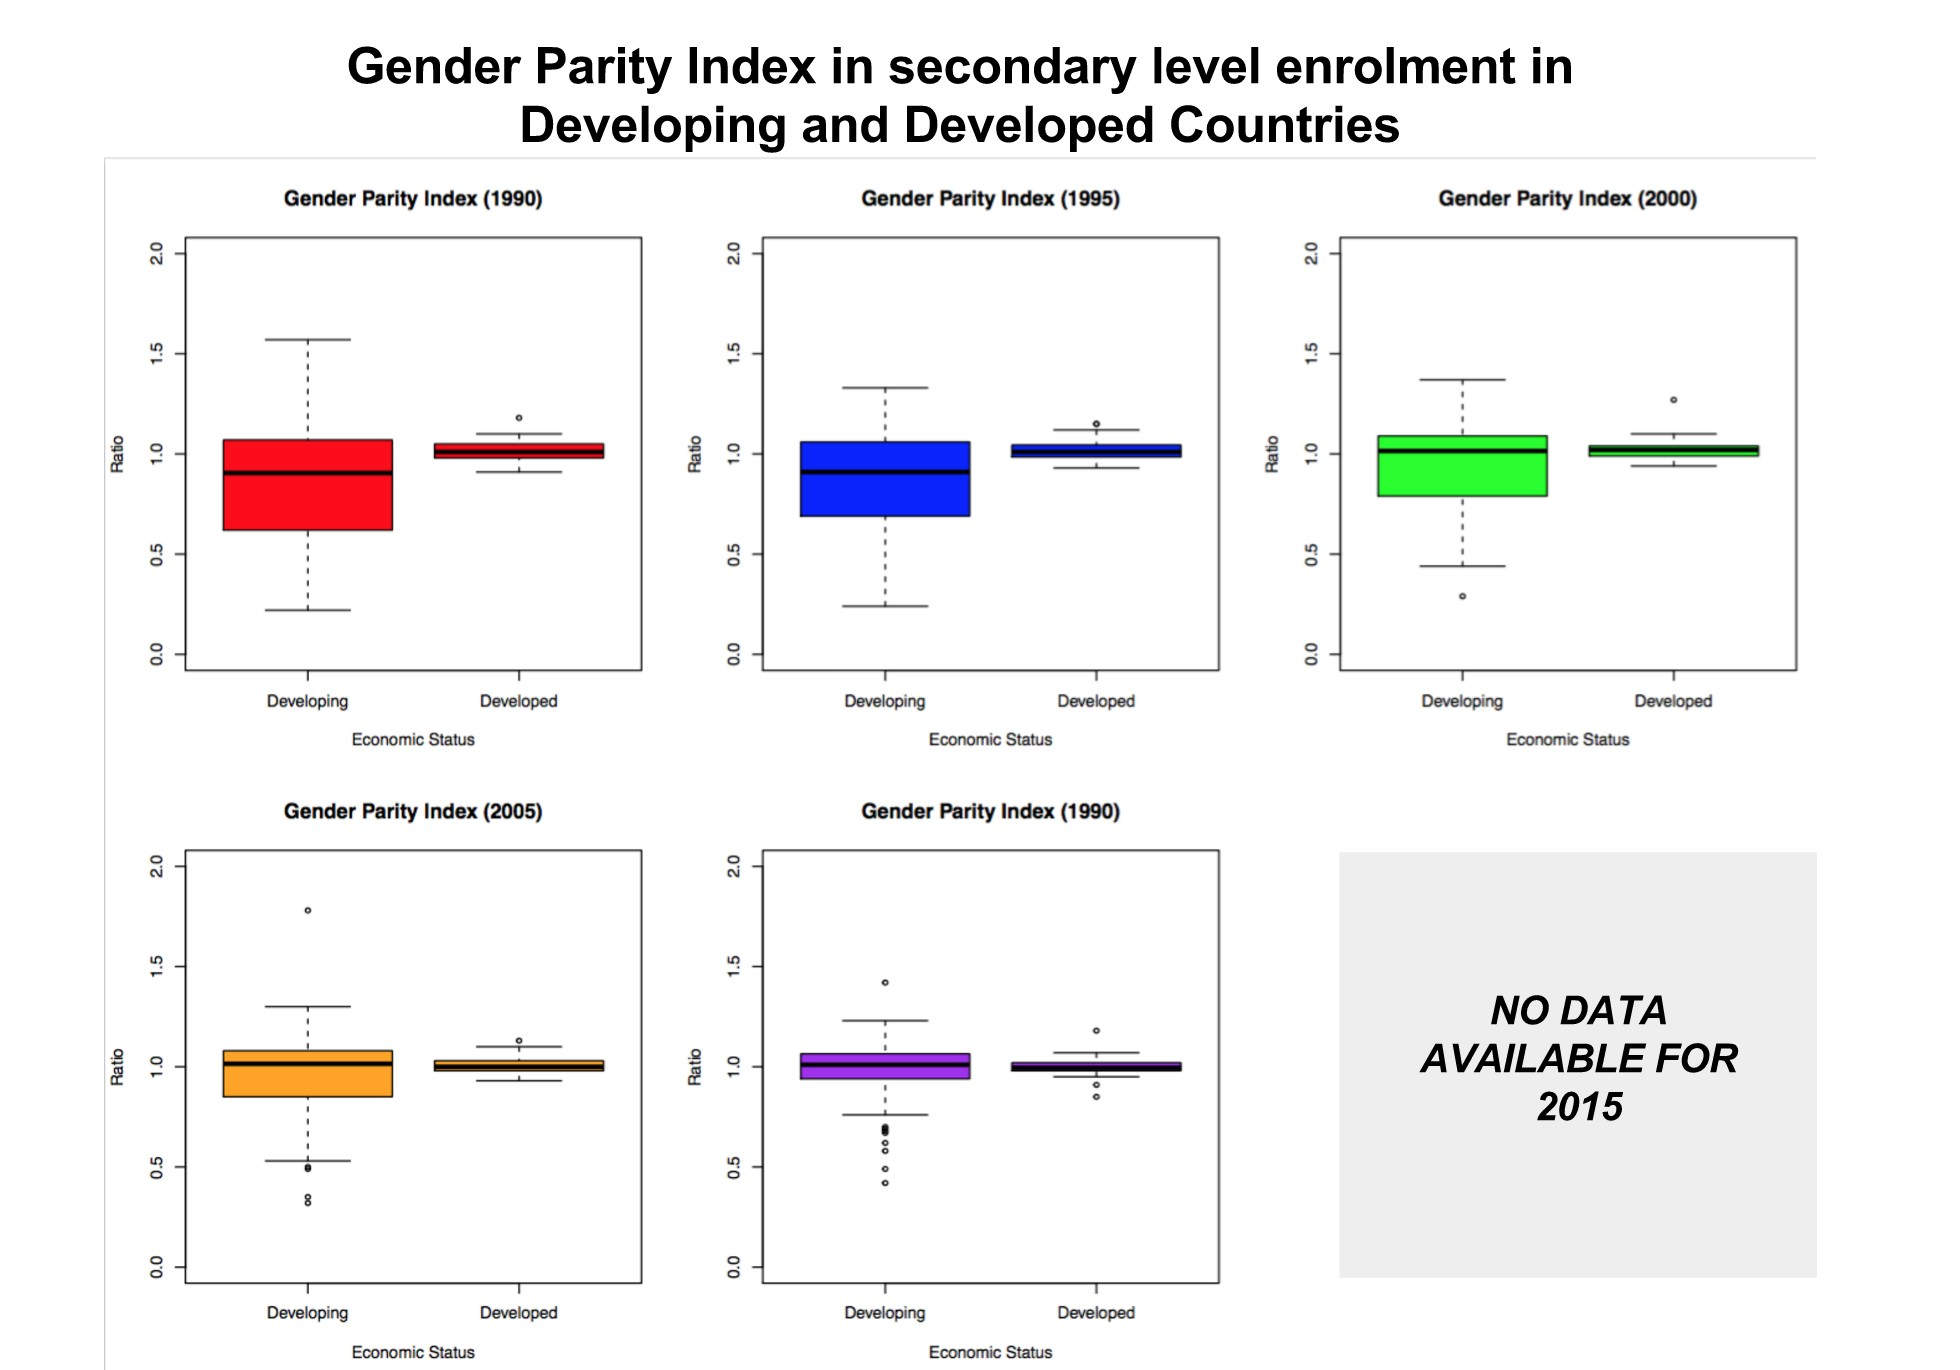 Gender Parity Index in secondary level enrolment in
Developing and Developed Countries
Gender Parity Index (1990)
2.0
1.5
1.0
0.5
0.0
Ratio
Developing
Developed
Economic Status
Gender Parity Index (1995)
2.0
1.5
1.0
0.5
0.0
Ratio
Developing
Developed
Economic Status
Gender Parity Index (2000)
2.0
1.5
1.0
0.5
0.0
Ratio
Developing
Developed
Economic Status
Gender Parity Index (2005)
2.0
1.5
1.0
0.5
0.0
Ratio
Developing
Developed
Economic Status
Gender Parity Index (1990)
2.0
1.5
1.0
0.5
0.0
Ratio
Developing
Developed
Economic Status
NO DATA
AVAILABLE FOR
2015